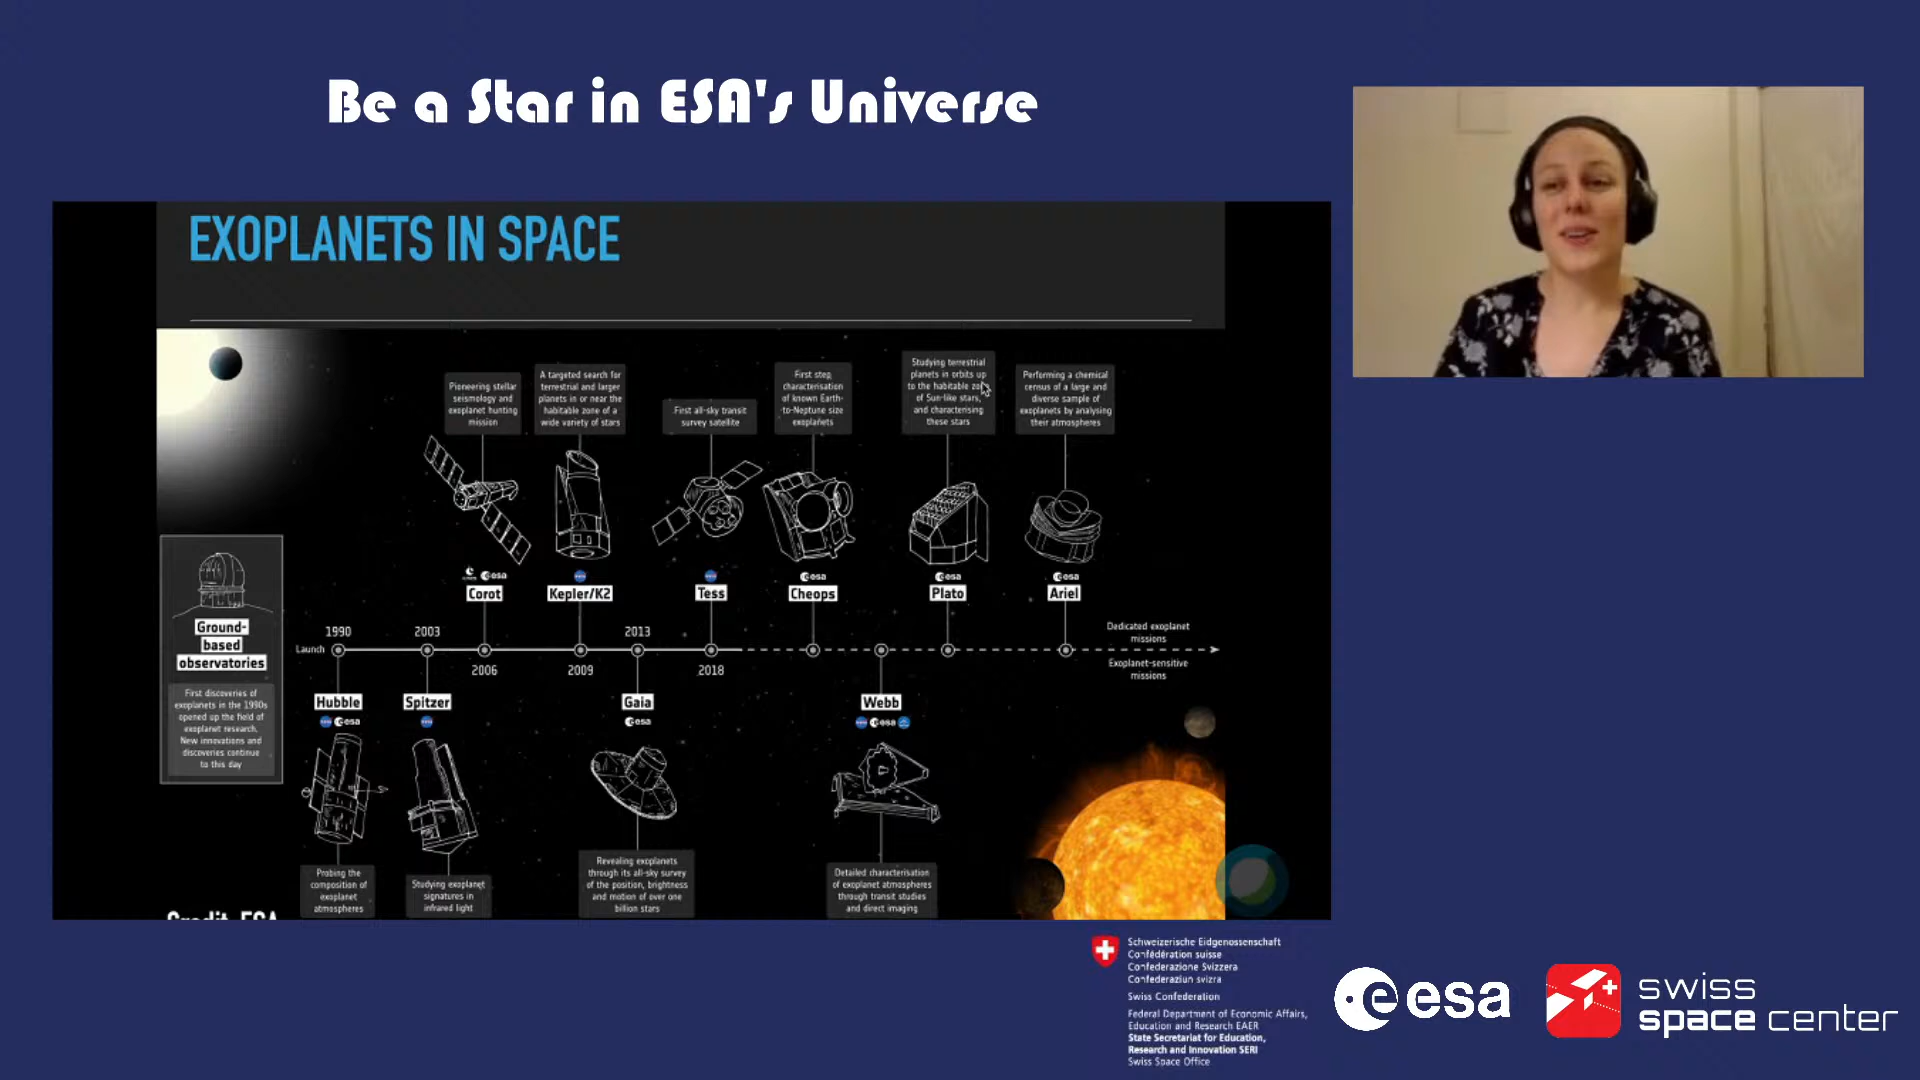 Be a Star in ESA's Universe
EXOPLANETS IN SPACE
Pioneering stellar
seismology and
exoplanet hunting
mission
A targeted search for
terrestrial and larger
planets in or near the
habitable zone of a
wide variety of stars
First all-sky transit
survey satellite
First step
characterisation
of known Earth-
to-Neptune size
exoplanets
Studying terrestrial
planets in orbits up
to the habitable zone
of Sun-like stars,
and characterising
these stars
Performing a chemical
census of a large and
diverse sample of
exoplanets by analysing
their atmospheres
esa
esa
esa
esa
Corot
Kepler/K2
Tess
Cheops
Plato
Ariel
Ground-
based
observatories
First discoveries of
exoplanets in the 1990s
opened up the field of
exoplanet research.
New innovations and
discoveries continue
to this day
1990
2003
2013
Launch
2006
2009
2018
Dedicated exoplanet
missions
Exoplanet-sensitive
missions
Hubble
Spitzer
Gaia
Webb
esa
esa
esa
Probing the
composition of
exoplanet
atmospheres
Studying exoplanet
signatures in
infrared light
Revealing exoplanets
through its all-sky survey
of the position, brightness
and motion of over one
billion stars
Detailed characterisation
of exoplanet atmospheres
through transit studies
and direct imaging
Credit: ESA
Schweizerische Eidgenossenschaft
Confédération suisse
Confederazione Svizzera
Confederaziun svizra
Swiss Confederation
Federal Department of Economic Affairs,
Education and Research EAER
State Secretariat for Education,
Research and Innovation SERI
Swiss Space Office
esa
swiss
space center